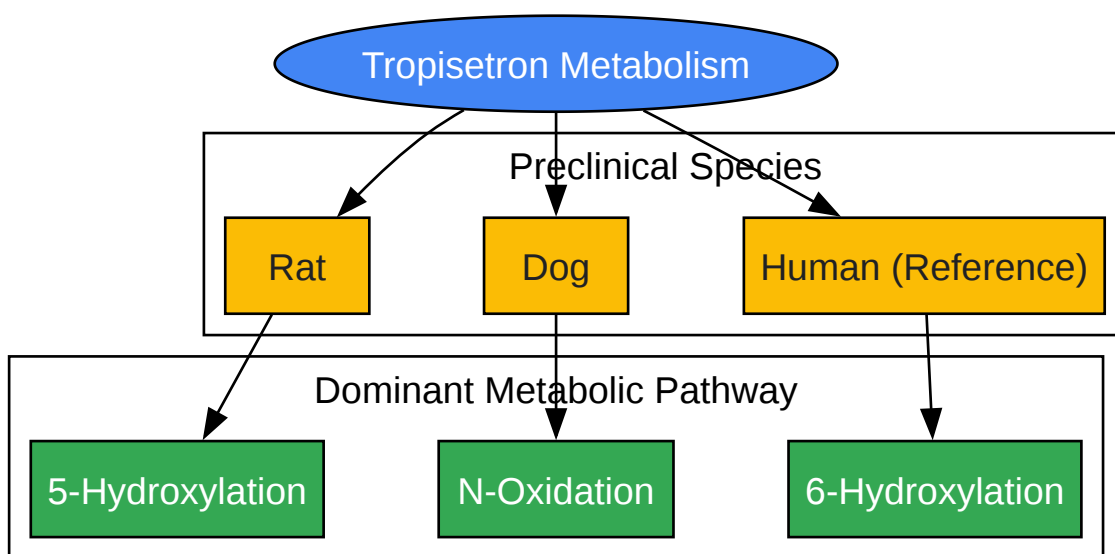 Tropisetron Metabolism
Preclinical Species
Rat
Dog
Human (Reference)
Dominant Metabolic Pathway
5-Hydroxylation
N-Oxidation
6-Hydroxylation